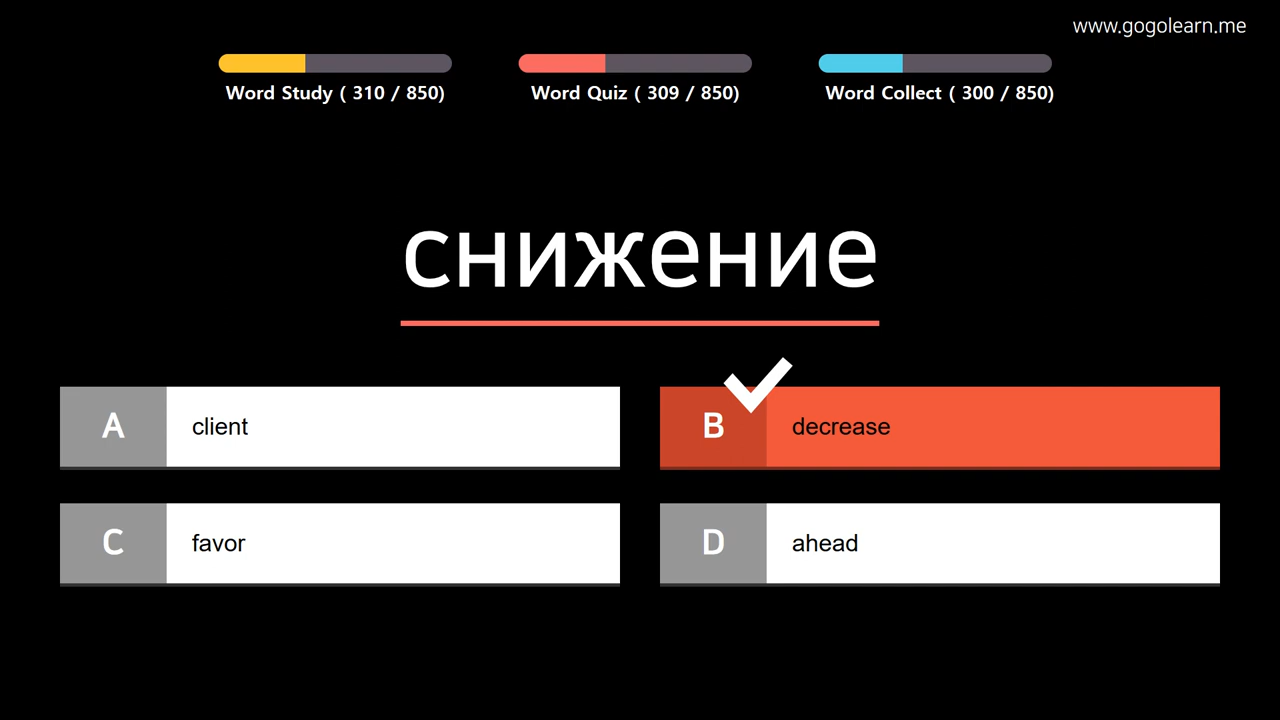 www.gogolearn.me
Word Study ( 310 / 850)
Word Quiz ( 309 / 850)
Word Collect ( 300 / 850)
снижение
A client
B decrease
C favor
D ahead